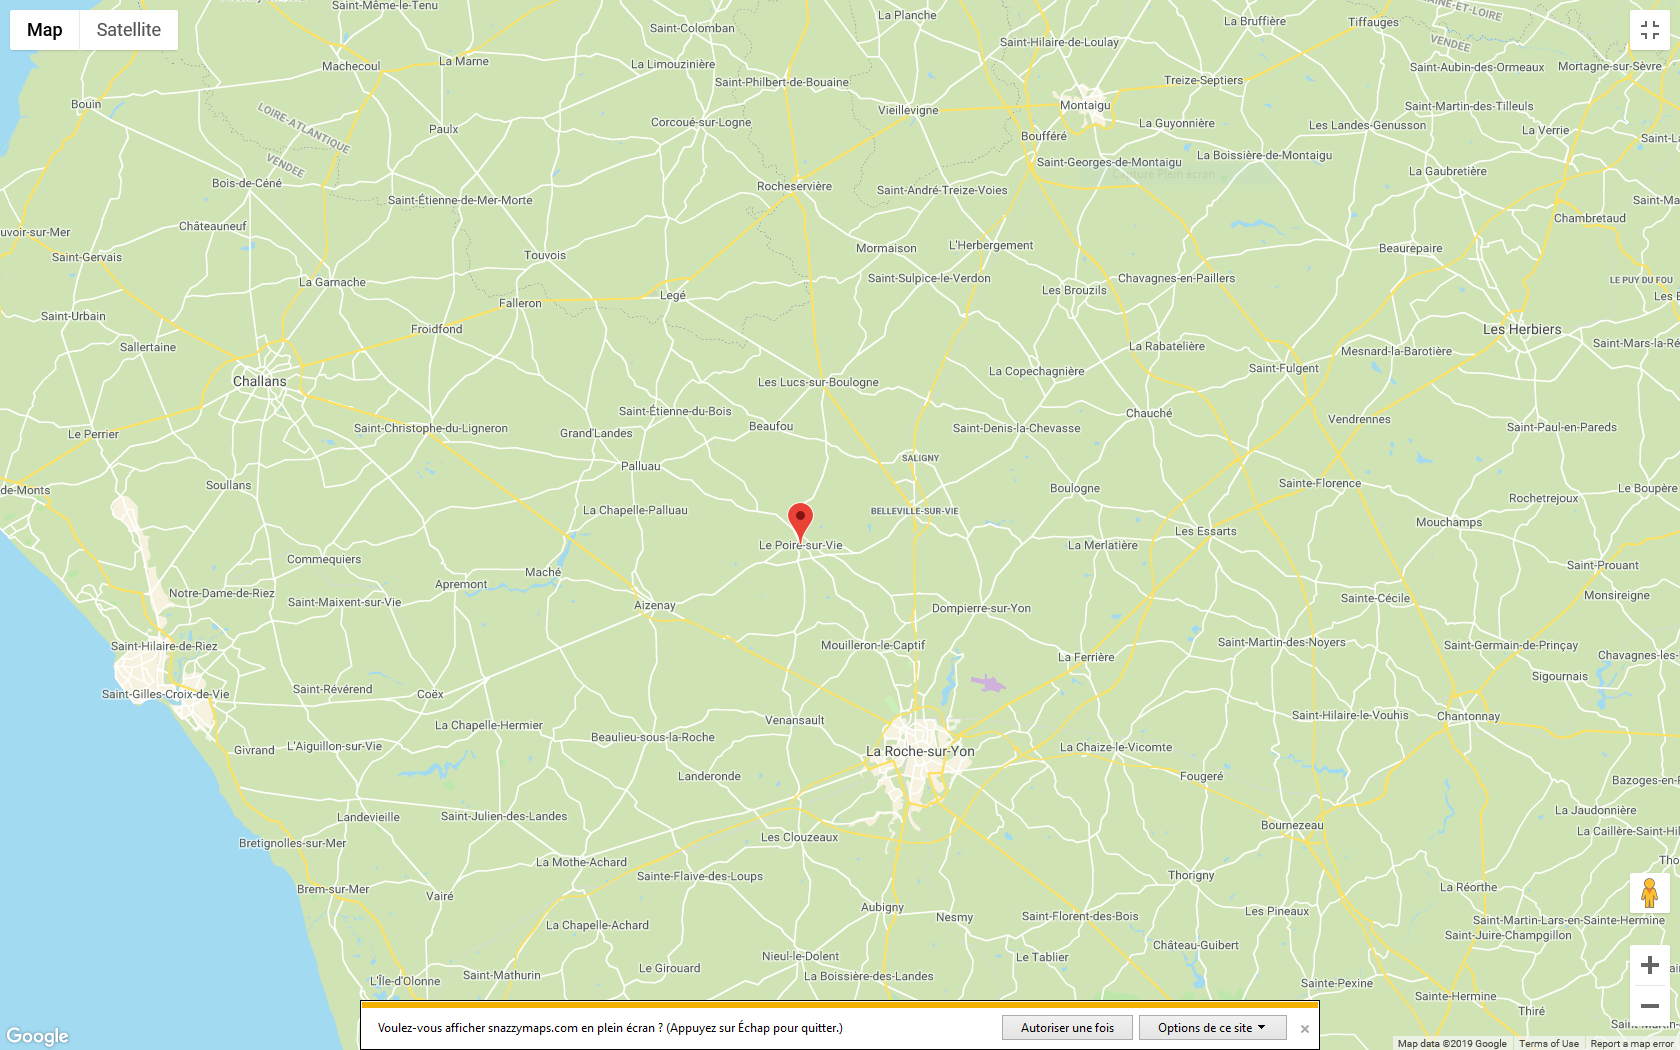 Map
Satellite
Saint-Même-le-Tenu
La Planche
Saint-Colomban
La Bruffière
Tiffauges
MAINE-ET-LOIRE
VENDEE
Saint-Hilaire-de-Loulay
Machecoul
La Marne
La Limouzinière
Saint-Philbert-de-Bouaine
Treize-Septiers
Saint-Aubin-des-Ormeaux
Mortagne-sur-Sèvre
Bouin
Vieillevigne
Montaigu
Saint-Martin-des-Tilleuls
LOIRE-ATLANTIQUE
VENDEE
Paulx
Corcoué-sur-Logne
La Guyonnière
Les Landes-Genusson
La Verrie
Boufféré
Saint-Georges-de-Montaigu
La Boissière-de-Montaigu
Capture Plein écran
La Gaubretière
Bois-de-Céné
Rocheservière
Saint-André-Treize-Voies
Saint-Étienne-de-Mer-Morte
Châteauneuf
Chambretaud
uvoir-sur-Mer
Saint-Gervais
Touvois
Mormaison
L'Herbergement
Beaurepaire
La Garnache
Saint-Sulpice-le-Verdon
Chavagnes-en-Paillers
LE PUY DU FOU
Les Brouzils
Falleron
Legé
Saint-Urbain
Froidfond
Les Herbiers
Sallertaine
La Rabatelière
Mesnard-la-Barotière
Saint-Mars-la-Ré
Challans
Les Lucs-sur-Boulogne
La Copechagnière
Saint-Fulgent
Saint-Étienne-du-Bois
Chauché
Le Perrier
Saint-Christophe-du-Ligneron
Grand'Landes
Beaufou
Saint-Denis-la-Chevasse
Vendrennes
Saint-Paul-en-Pareds
Palluau
SALIGNY
de-Monts
Soullans
Boulogne
Sainte-Florence
Rochetrejoux
Le Boupère
La Chapelle-Palluau
BELLEVILLE-SUR-VIE
Mouchamps
Les Essarts
Le Poiré-sur-Vie
La Merlatière
Commequiers
Maché
Apremont
Saint-Prouant
Notre-Dame-de-Riez
Saint-Maixent-sur-Vie
Aizenay
Dompierre-sur-Yon
Sainte-Cécile
Monsireigne
Saint-Hilaire-de-Riez
Mouilleron-le-Captif
La Ferrière
Saint-Martin-des-Noyers
Saint-Germain-de-Prinçay
Chavagnes-les-
Sigournais
Saint-Gilles-Croix-de-Vie
Saint-Révérend
Coëx
La Chapelle-Hermier
Venansault
Saint-Hilaire-le-Vouhis
Chantonnay
Givrand
L'Aiguillon-sur-Vie
Beaulieu-sous-la-Roche
La Roche-sur-Yon
La Chaize-le-Vicomte
Landeronde
Fougeré
Bazoges-en-P
Landevieille
Saint-Julien-des-Landes
La Jaudonnière
Bretignolles-sur-Mer
Les Clouzeaux
Bournezeau
La Caillère-Saint-Hil
La Mothe-Achard
Sainte-Flaive-des-Loups
Thorigny
Brem-sur-Mer
Vairé
La Réorthe
Aubigny
Nesmy
Saint-Florent-des-Bois
Les Pineaux
La Chapelle-Achard
Saint-Martin-Lars-en-Sainte-Hermine
Saint-Juire-Champgillon
Château-Guibert
Nieul-le-Dolent
Le Tablier
L'Île-d'Olonne
Saint-Mathurin
Le Girouard
La Boissière-des-Landes
Sainte-Pexine
Sainte-Hermine
Thiré
Voulez-vous afficher snazzymaps.com en plein écran ? (Appuyez sur Échap pour quitter.)
Autoriser une fois
Options de ce site
Google
Map data ©2019 Google
Terms of Use
Report a map error